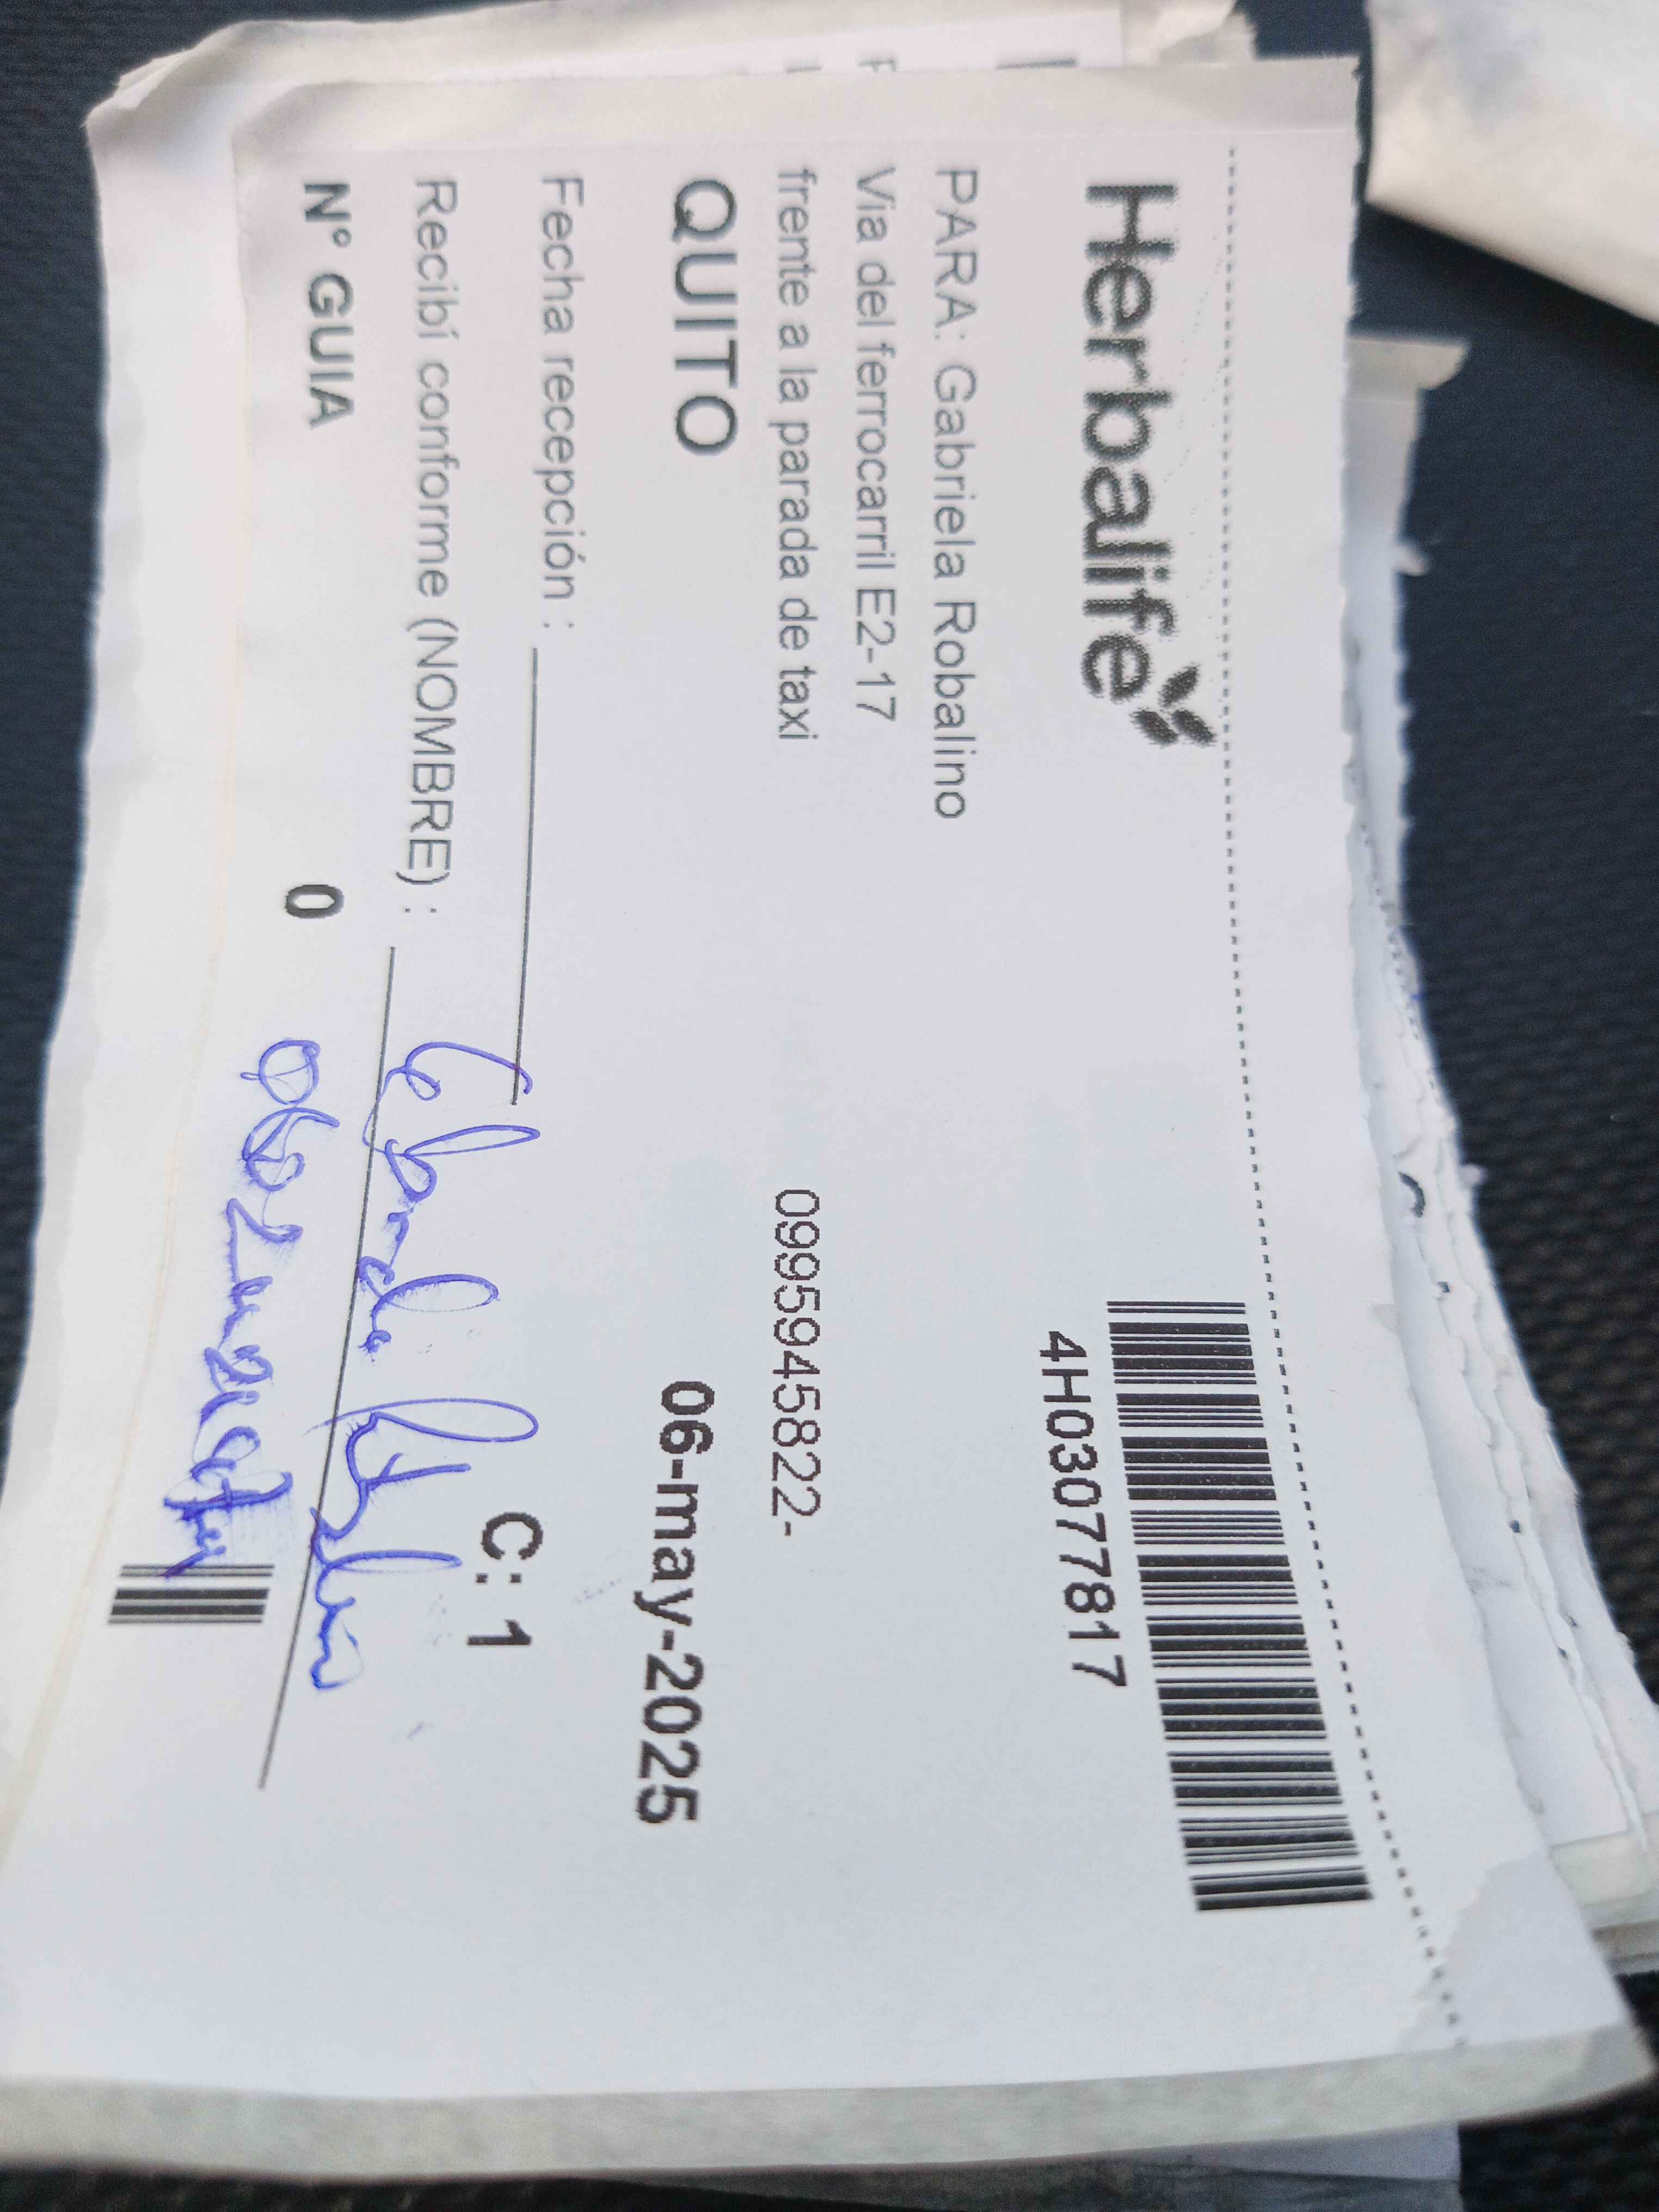 Herbalife
4H03077817
PARA: Gabriela Robalino
Via del ferrocarril E2-17
frente a la parada de taxi 0995945822-
QUITO 06-may-2025
Fecha recepción :
C: 1
Recibí conforme (NOMBRE) :
N° GUIA 0